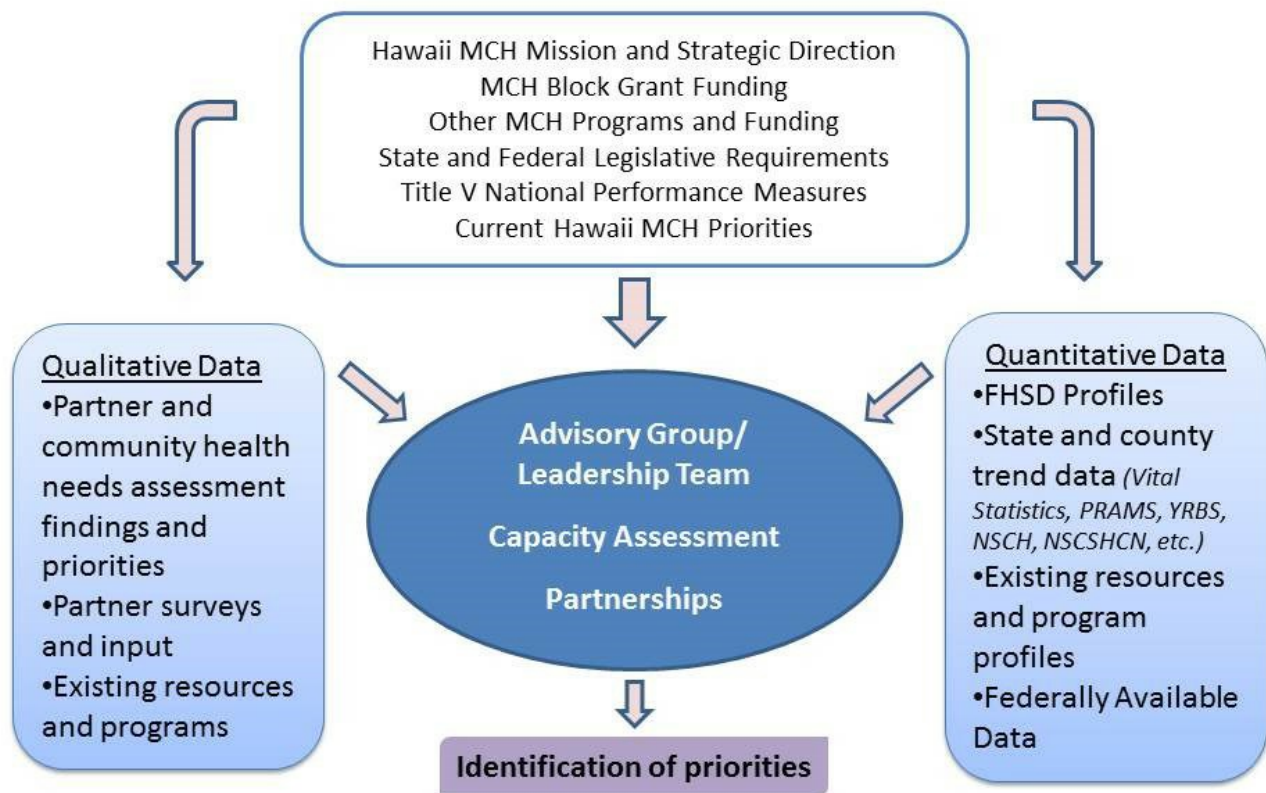 Hawaii MCH Mission and Strategic Direction
MCH Block Grant Funding
Other MCH Programs and Funding
State and Federal Legislative Requirements
Title V National Performance Measures
Current Hawaii MCH Priorities
Qualitative Data
•Partner and
community health
needs assessment
findings and
priorities
•Partner surveys
and input
•Existing resources
and programs
Advisory Group/
Leadership Team
Capacity Assessment
Partnerships
Quantitative Data
•FHSD Profiles
•State and county
trend data (Vital
Statistics, PRAMS, YRBS,
NSCH, NSCSHCN, etc.)
•Existing resources
and program
profiles
•Federally Available
Data
Identification of priorities